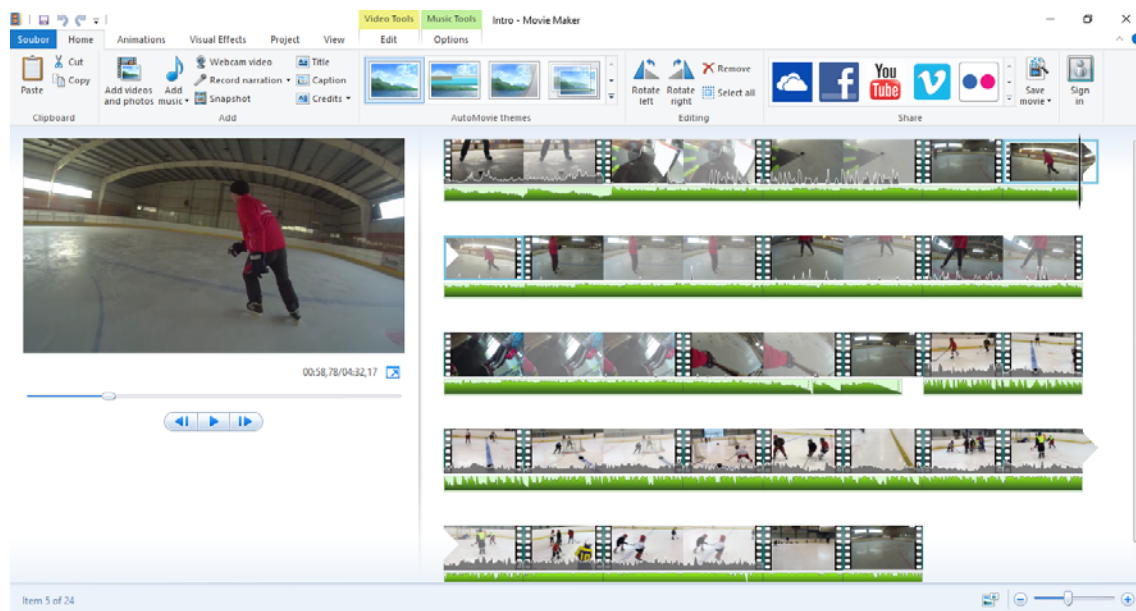 Video Tools Music Tools Intro - Movie Maker
Soubor Home Animations Visual Effects Project View Edit Options
Paste
Cut
Copy
Clipboard
Add videos and photos
Add music
Webcam video
Record narration
Snapshot
Title
Caption
Credits
Add
AutoMovie themes
Rotate left
Rotate right
Remove
Select all
Editing
f
You
Tube
v
Share
Save movie
Sign in
00:58,78/04:32,17
Item 5 of 24